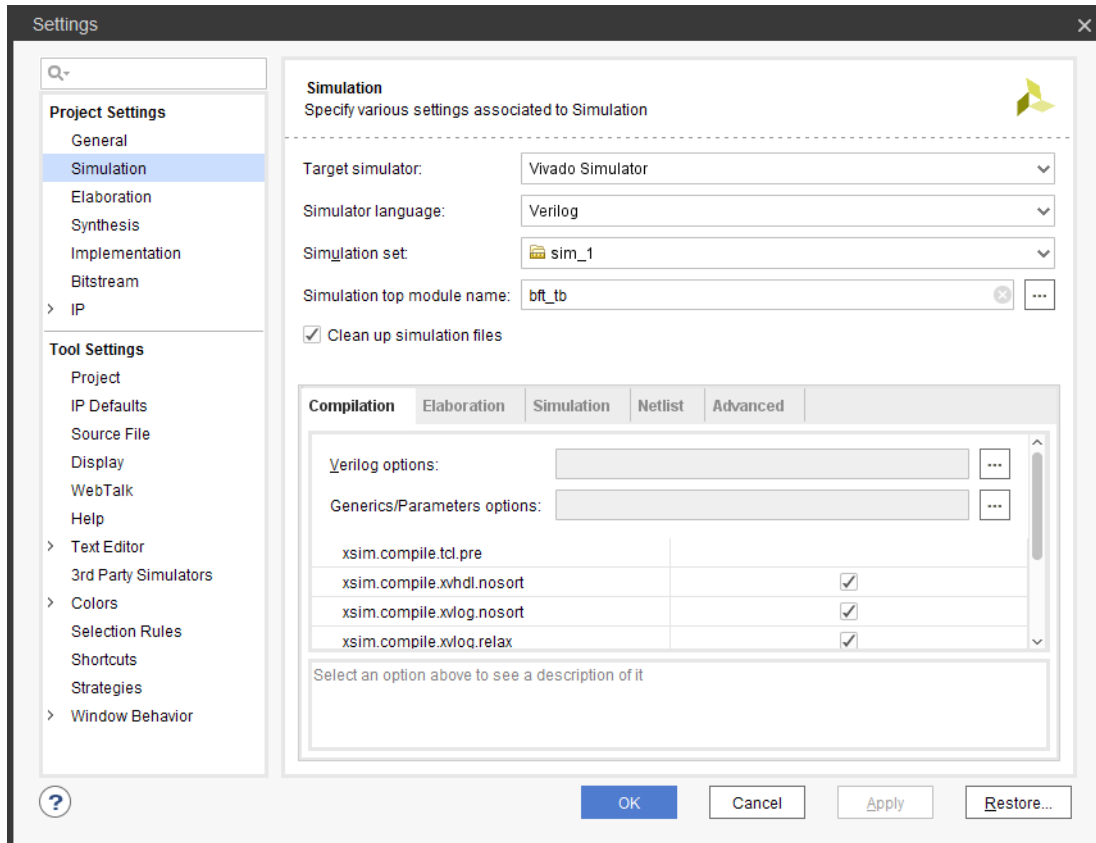 Settings
Project Settings
General
Simulation
Elaboration
Synthesis
Implementation
Bitstream
IP
Tool Settings
Project
IP Defaults
Source File
Display
WebTalk
Help
Text Editor
3rd Party Simulators
Colors
Selection Rules
Shortcuts
Strategies
Window Behavior
Simulation
Specify various settings associated to Simulation
Target simulator: Vivado Simulator
Simulator language: Verilog
Simulation set: sim_1
Simulation top module name: bft_tb ...
Clean up simulation files
Compilation Elaboration Simulation Netlist Advanced
Verilog options: ...
Generics/Parameters options: ...
xsim.compile.tcl.pre
xsim.compile.xvhdl.nosort
xsim.compile.xvlog.nosort
xsim.compile.xvlog.relax
Select an option above to see a description of it
? OK Cancel Apply Restore...